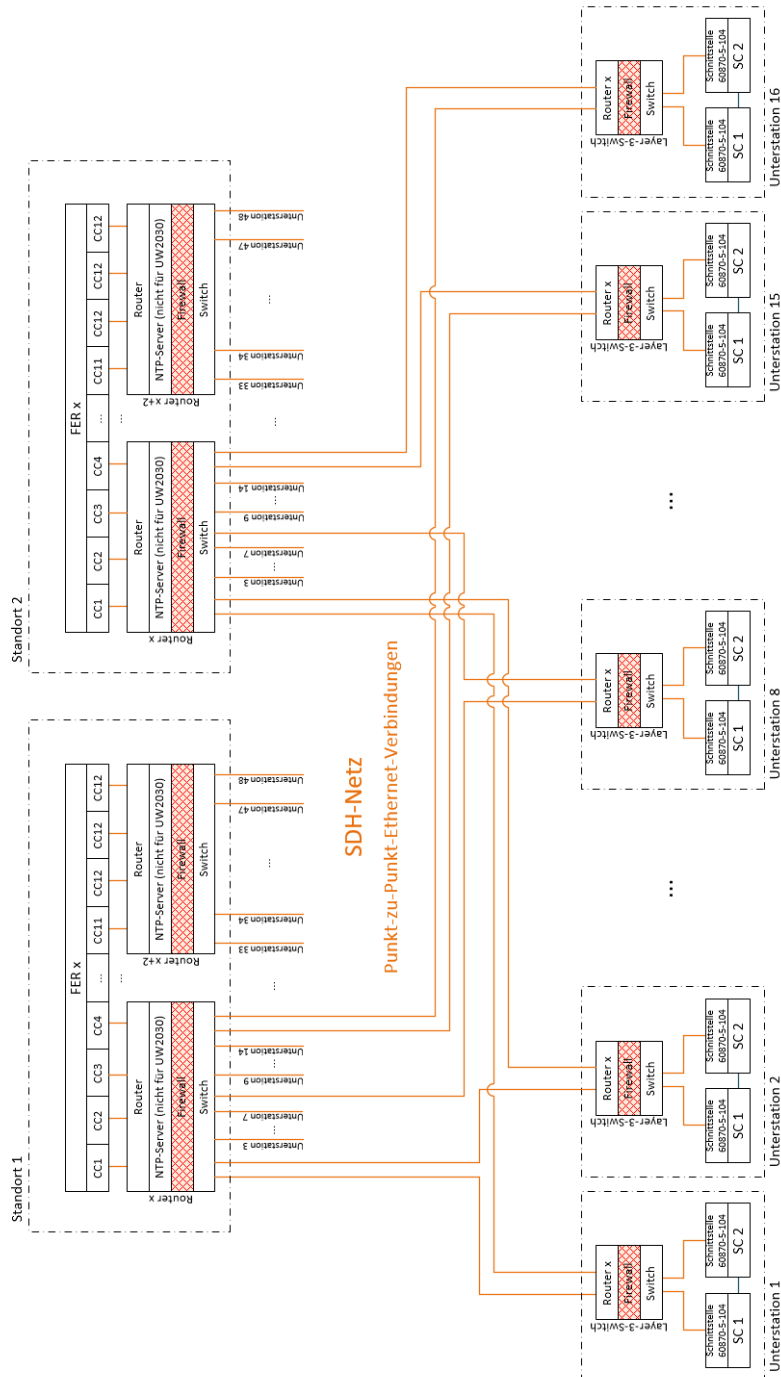 Standort 1
FER x
CC1
CC2
CC3
CC4
...
CC11
CC12
CC12
CC12
...
Router
NTP-Server (nicht für UW2030)
Firewall
Switch
Router x
Router
NTP-Server (nicht für UW2030)
Firewall
Switch
Router x+2
Unterstation 3
...
Unterstation 7
Unterstation 9
...
Unterstation 14
...
Unterstation 33
Unterstation 34
...
Unterstation 47
Unterstation 48
Standort 2
FER x
CC1
CC2
CC3
CC4
...
CC11
CC12
CC12
CC12
...
Router
NTP-Server (nicht für UW2030)
Firewall
Switch
Router x
Router
NTP-Server (nicht für UW2030)
Firewall
Switch
Router x+2
Unterstation 3
...
Unterstation 7
Unterstation 9
...
Unterstation 14
...
Unterstation 33
Unterstation 34
...
Unterstation 47
Unterstation 48
SDH-Netz
Punkt-zu-Punkt-Ethernet-Verbindungen
Router x
Firewall
Switch
Layer-3-Switch
Schnittstelle
60870-5-104
SC 1
Schnittstelle
60870-5-104
SC 2
Unterstation 1
Router x
Firewall
Switch
Layer-3-Switch
Schnittstelle
60870-5-104
SC 1
Schnittstelle
60870-5-104
SC 2
Unterstation 2
...
Router x
Firewall
Switch
Layer-3-Switch
Schnittstelle
60870-5-104
SC 1
Schnittstelle
60870-5-104
SC 2
Unterstation 8
...
Router x
Firewall
Switch
Layer-3-Switch
Schnittstelle
60870-5-104
SC 1
Schnittstelle
60870-5-104
SC 2
Unterstation 15
Router x
Firewall
Switch
Layer-3-Switch
Schnittstelle
60870-5-104
SC 1
Schnittstelle
60870-5-104
SC 2
Unterstation 16